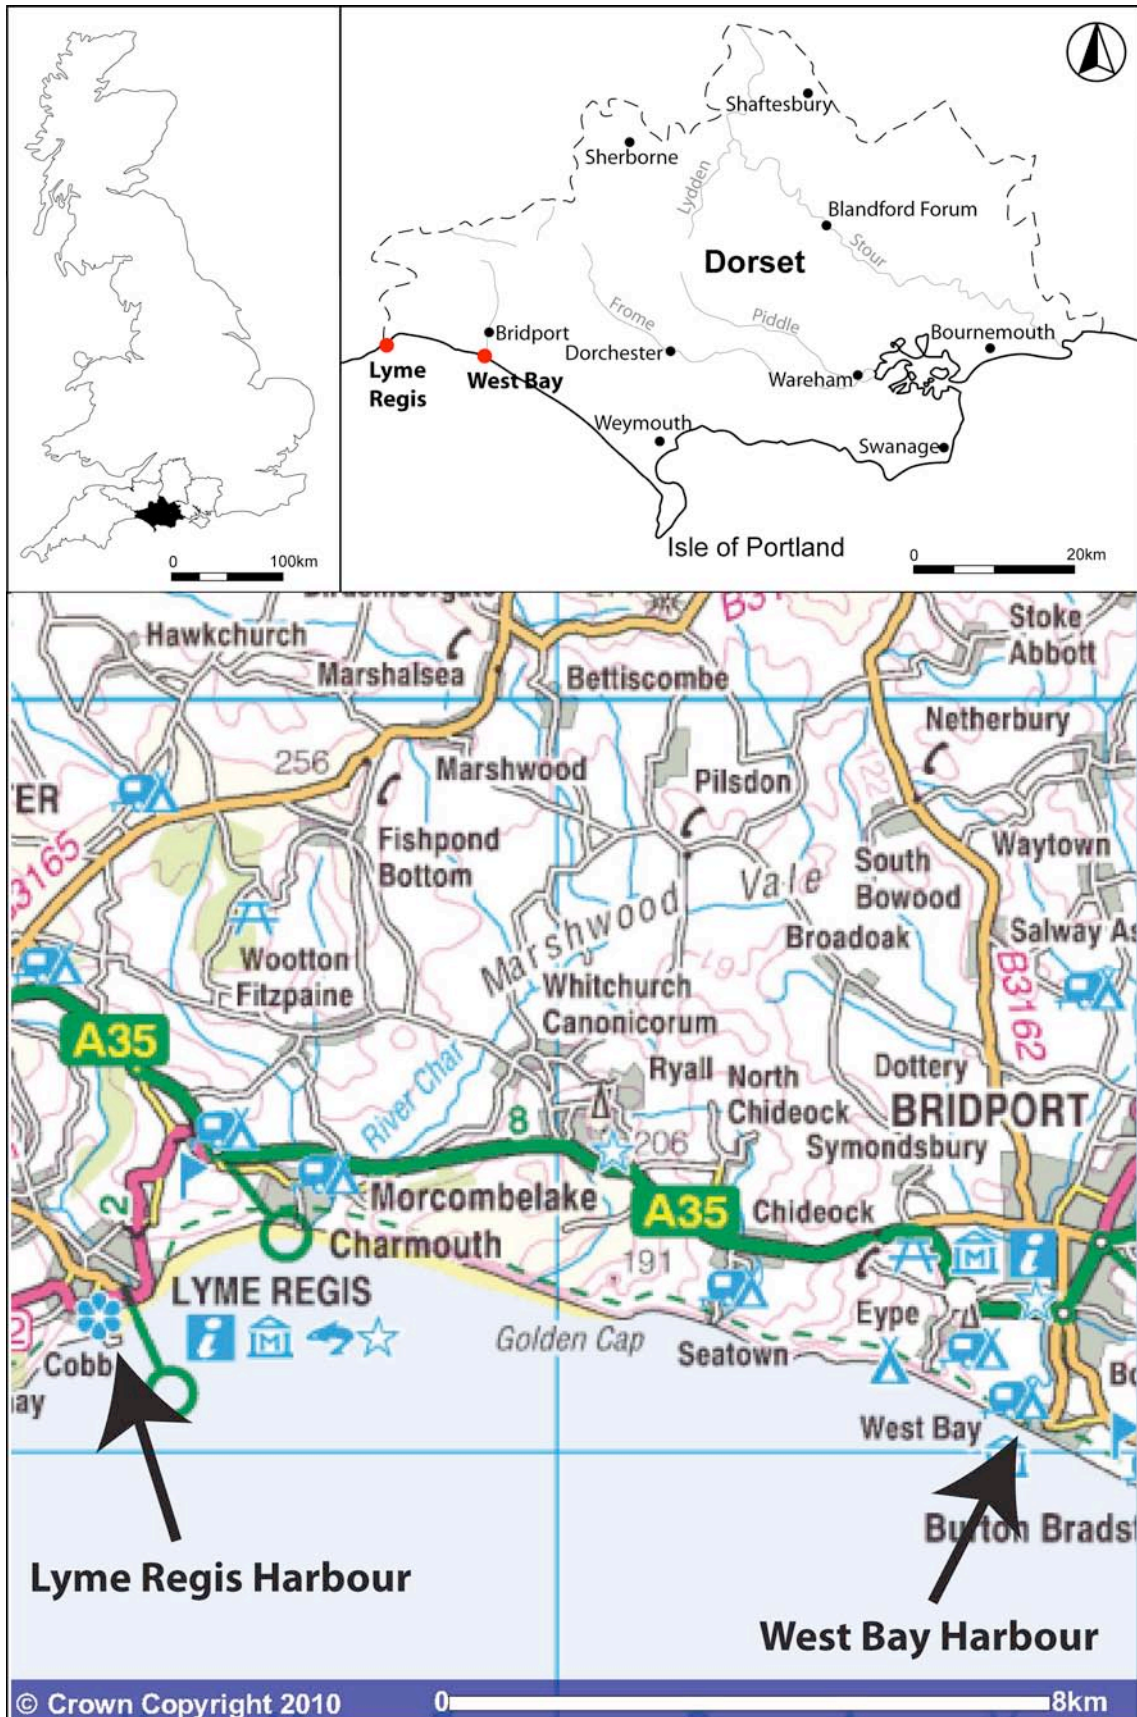 0
100km
Shaftesbury
Sherborne
Lydden
Blandford Forum
Stour
Dorset
Frome
Piddle
Bridport
Bournemouth
Dorchester
Lyme
Regis
West Bay
Wareham
Weymouth
Swanage
Isle of Portland
0
20km
Hawkchurch
Stoke
Abbott
Marshalsea
Bettiscombe
Netherbury
256
Marshwood
Pilsdon
B3165
Fishpond
Bottom
South
Bowood
Waytown
Marshwood Vale
Broadoak
Salway
Wootton
Fitzpaine
Whitchurch
Canonicorum
B3162
A35
River Char
Ryall
North
Chideock
Dottery
BRIDPORT
Symondsbury
8
206
2
Morcombelake
A35
Chideock
Charmouth
191
LYME REGIS
Eype
Golden Cap
Seatown
Cobb
West Bay
Lyme Regis Harbour
West Bay Harbour
© Crown Copyright 2010
0
8km